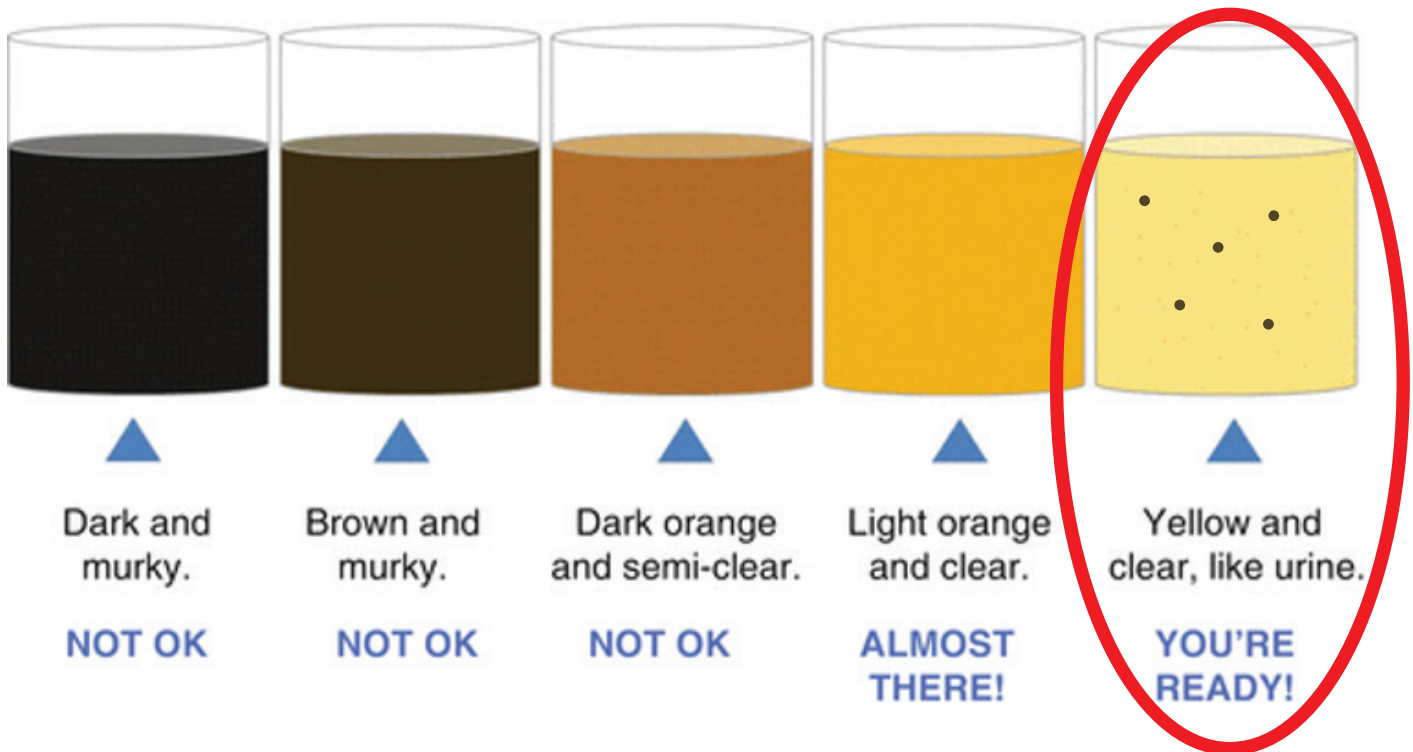 Dark and
murky.
NOT OK
Brown and
murky.
NOT OK
Dark orange
and semi-clear.
NOT OK
Light orange
and clear.
ALMOST
THERE!
Yellow and
clear, like urine.
YOU'RE
READY!